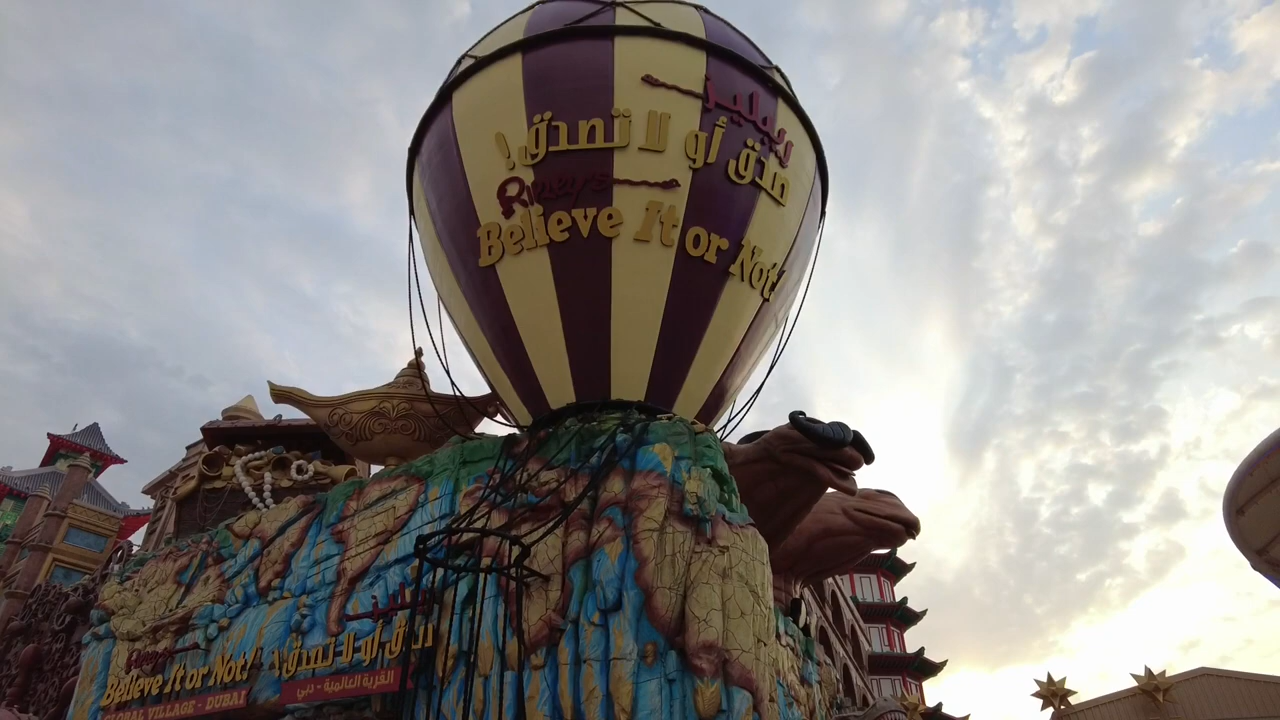 ريبليز
صدق أو لا تصدق!
Ripley's
Believe It or Not!
ريبليز
صدق أو لا تصدق!
Ripley's
Believe It or Not!
القرية العالمية - دبي
GLOBAL VILLAGE - DUBAI